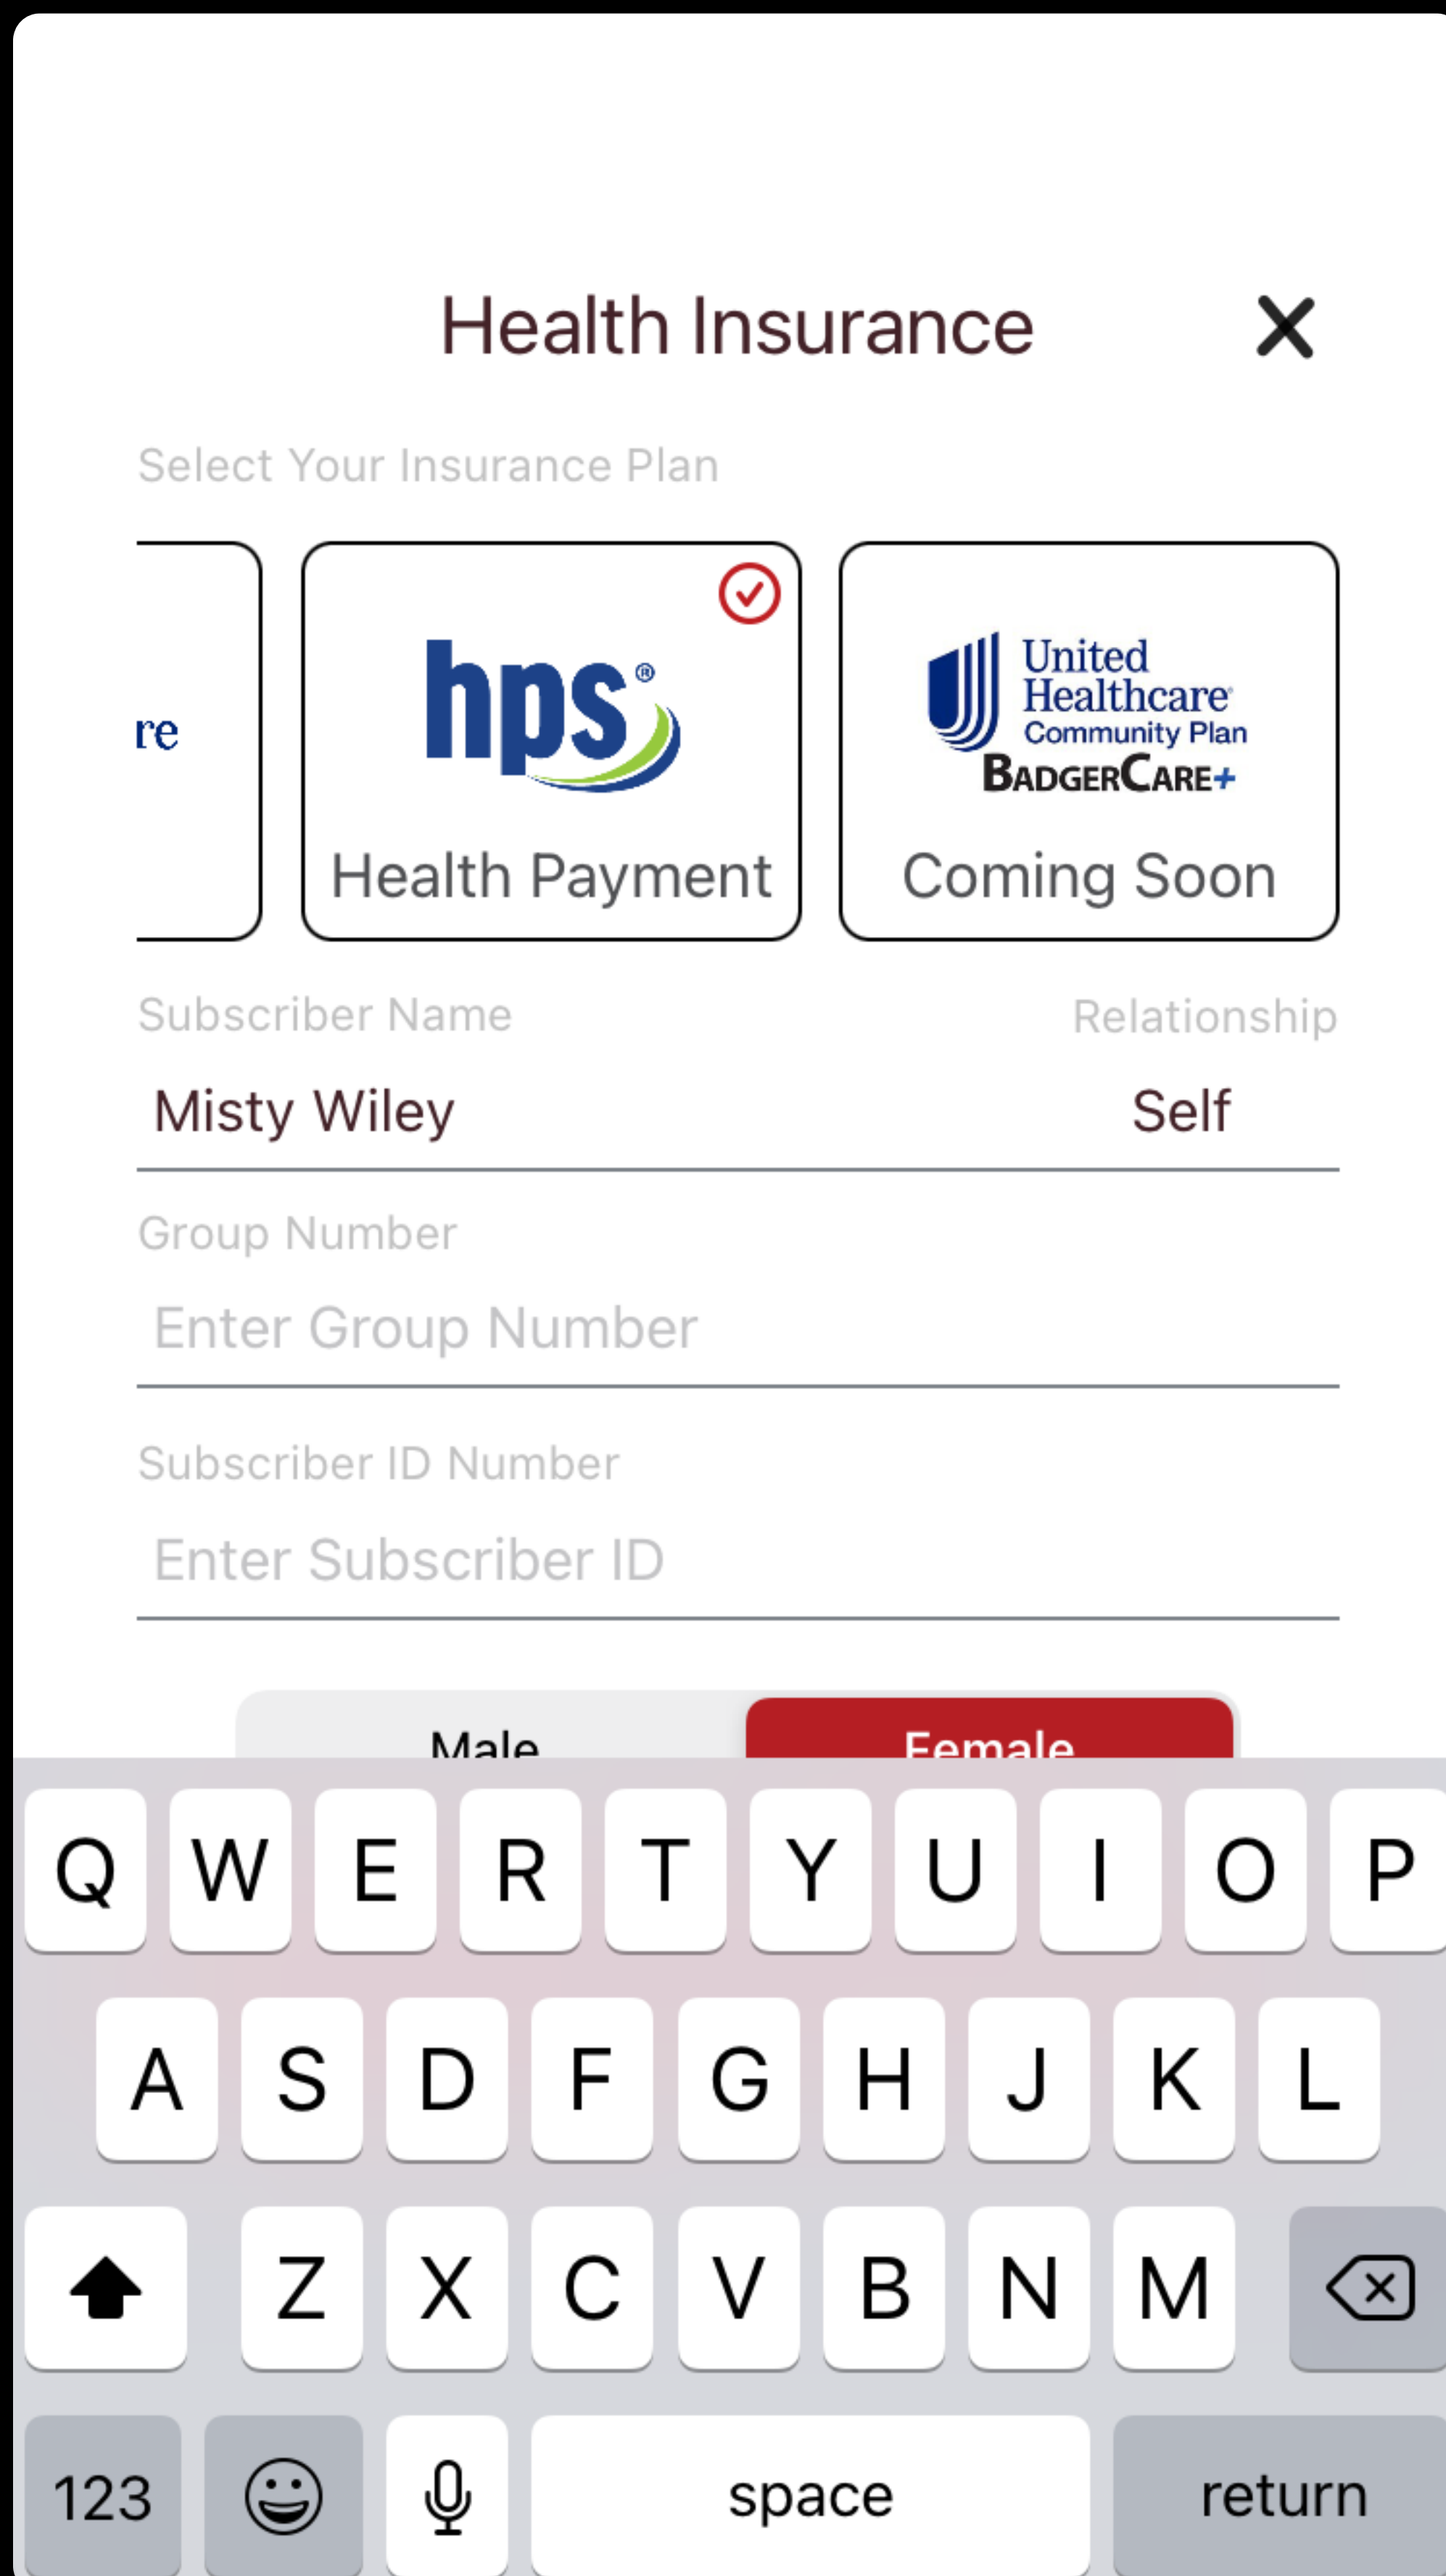 Health Insurance
Select Your Insurance Plan
re
hps®
Health Payment
United
Healthcare
Community Plan
BADGERCARE+
Coming Soon
Subscriber Name Relationship
Misty Wiley Self
Group Number
Enter Group Number
Subscriber ID Number
Enter Subscriber ID
Male Female
Q W E R T Y U I O P
A S D F G H J K L
Z X C V B N M
123 space return